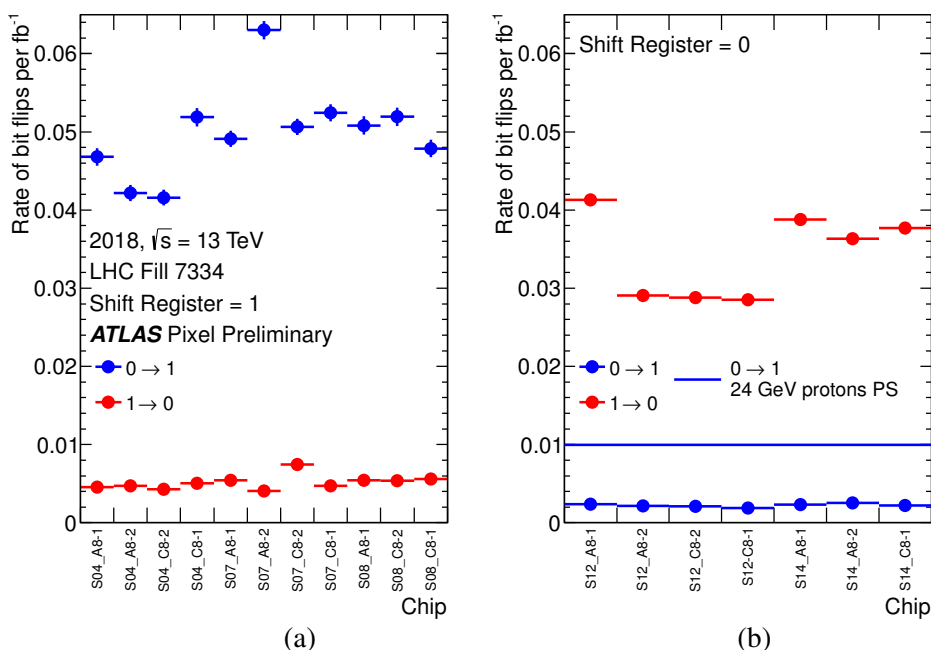 Rate of bit flips per fb⁻¹
0.06
0.05
0.04
0.03
0.02
0.01
0
2018, √s = 13 TeV
LHC Fill 7334
Shift Register = 1
ATLAS Pixel Preliminary
0 → 1
1 → 0
S04_A8-1
S04_A8-2
S04_C8-2
S04_C8-1
S07_A8-1
S07_A8-2
S07_C8-2
S07_C8-1
S08_A8-1
S08_C8-2
S08_C8-1
Chip
(a)
Rate of bit flips per fb⁻¹
0.06
0.05
0.04
0.03
0.02
0.01
0
Shift Register = 0
0 → 1
1 → 0
0 → 1
24 GeV protons PS
S12_A8-1
S12_A8-2
S12_C8-2
S12-C8-1
S14_A8-1
S14_A8-2
S14_C8-1
Chip
(b)